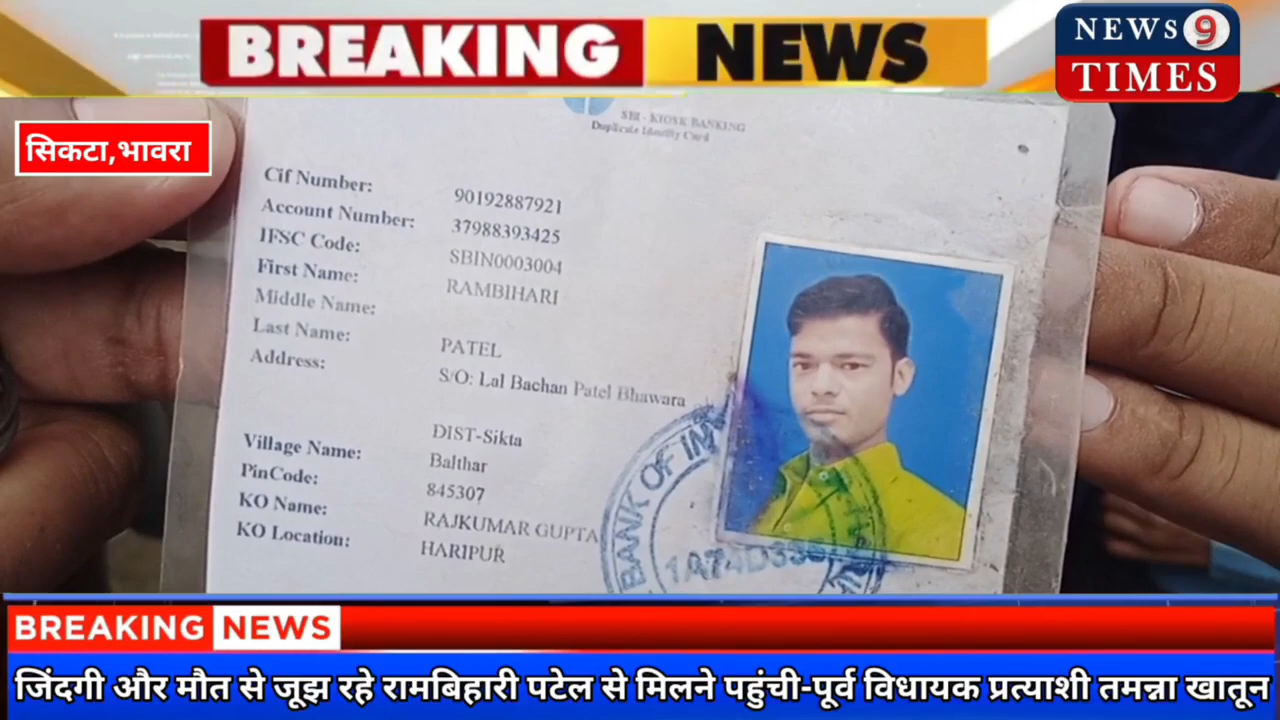 BREAKING NEWS
NEWS 9
TIMES
सिकटा,भावरा
SBI - KIOSK BANKING
Duplicate Identity Card
Cif Number: 90192887921
Account Number: 37988393425
IFSC Code: SBIN0003004
First Name: RAMBIHARI
Middle Name:
Last Name: PATEL
Address: S/O: Lal Bachan Patel Bhawara
DIST-Sikta
Village Name: Balthar
PinCode: 845307
KO Name: RAJKUMAR GUPTA
KO Location: HARIPUR
BANK OF IN
BREAKING NEWS
जिंदगी और मौत से जूझ रहे रामबिहारी पटेल से मिलने पहुंची-पूर्व विधायक प्रत्याशी तमन्ना खातून